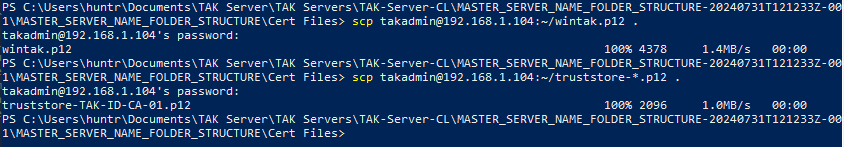 PS C:\Users\huntr\Documents\TAK Server\TAK Servers\TAK-Server-CL\MASTER_SERVER_NAME_FOLDER_STRUCTURE-20240731T121233Z-00
1\MASTER_SERVER_NAME_FOLDER_STRUCTURE\Cert Files> scp takadmin@192.168.1.104:~/wintak.p12 .
takadmin@192.168.1.104's password:
wintak.p12 100% 4378 1.4MB/s 00:00
PS C:\Users\huntr\Documents\TAK Server\TAK Servers\TAK-Server-CL\MASTER_SERVER_NAME_FOLDER_STRUCTURE-20240731T121233Z-00
1\MASTER_SERVER_NAME_FOLDER_STRUCTURE\Cert Files> scp takadmin@192.168.1.104:~/truststore-*.p12 .
takadmin@192.168.1.104's password:
truststore-TAK-ID-CA-01.p12 100% 2096 1.0MB/s 00:00
PS C:\Users\huntr\Documents\TAK Server\TAK Servers\TAK-Server-CL\MASTER_SERVER_NAME_FOLDER_STRUCTURE-20240731T121233Z-00
1\MASTER_SERVER_NAME_FOLDER_STRUCTURE\Cert Files>